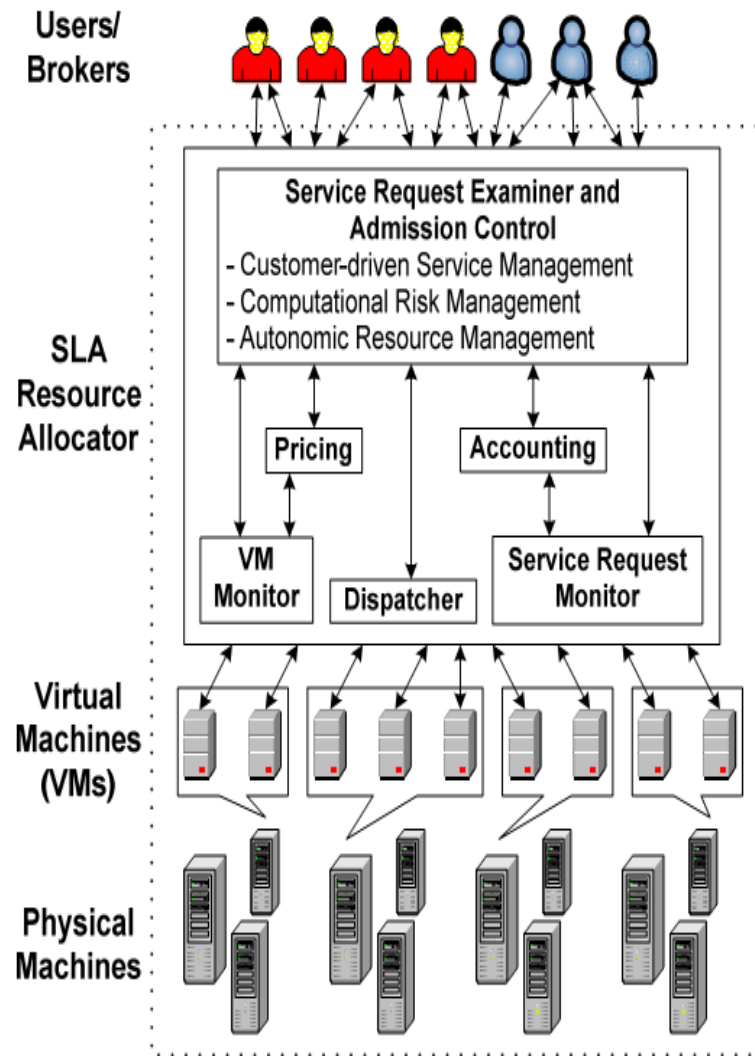 Users/
Brokers
Service Request Examiner and
Admission Control
- Customer-driven Service Management
- Computational Risk Management
- Autonomic Resource Management
SLA
Resource
Allocator
Pricing
Accounting
VM
Monitor
Dispatcher
Service Request
Monitor
Virtual
Machines
(VMs)
Physical
Machines